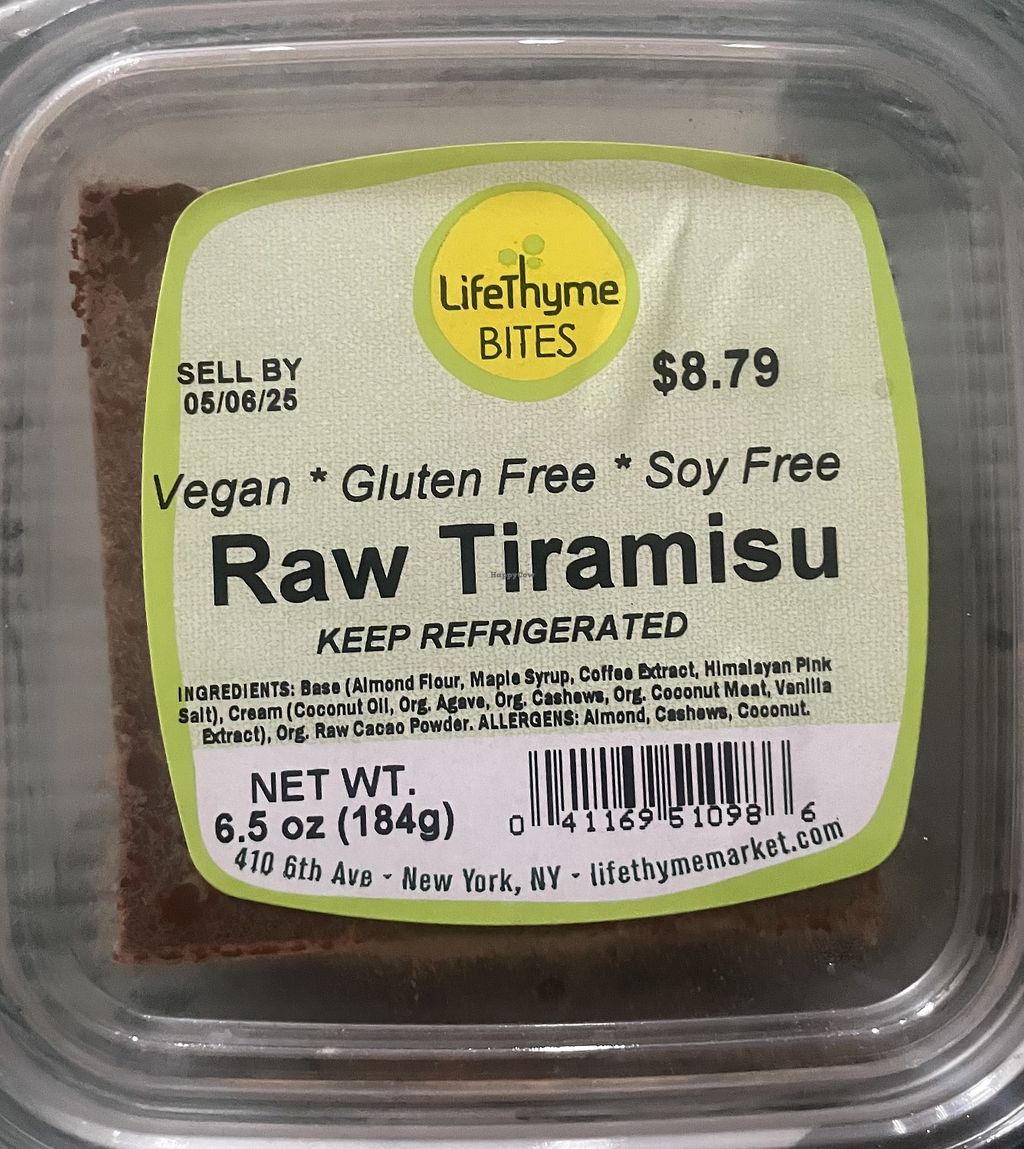 LifeThyme
BITES
SELL BY
05/06/25
$8.79
Vegan * Gluten Free * Soy Free
Raw Tiramisu
HappyCow
KEEP REFRIGERATED
INGREDIENTS: Base (Almond Flour, Maple Syrup, Coffee Extract, Himalayan Pink
Salt), Cream (Coconut Oil, Org. Agave, Org. Cashews, Org. Coconut Meat, Vanilla
Extract), Org. Raw Cacao Powder. ALLERGENS: Almond, Cashews, Coconut.
NET WT.
6.5 oz (184g)
0 41169 51098 6
410 6th Ave - New York, NY - lifethymemarket.com